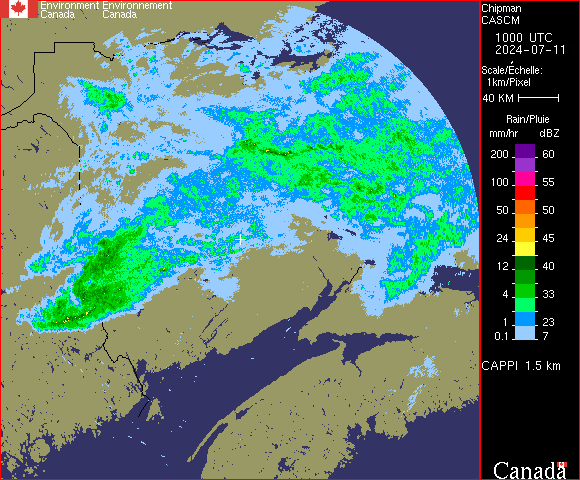 Environment Environnement
Canada Canada
Chipman
CASCM
1000 UTC
2024-07-11
Scale/Échelle:
1km/Pixel
40 KM
Rain/Pluie
mm/hr dBZ
200 60
100 55
50 50
24 45
12 40
4 33
1 23
0.1 7
CAPPI 1.5 km
Canada